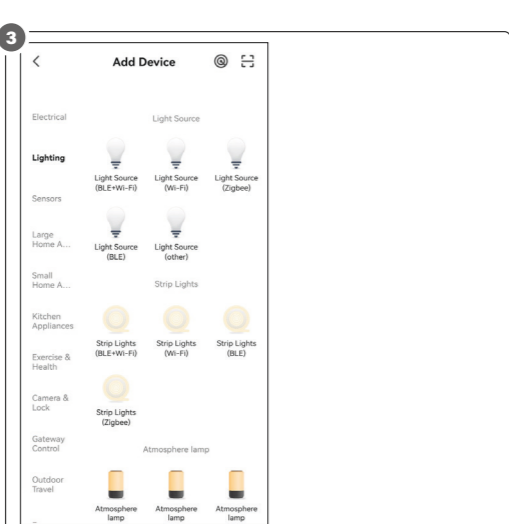 3
Add Device
Electrical
Lighting
Sensors
Large
Home A...
Small
Home A...
Kitchen
Appliances
Exercise &
Health
Camera &
Lock
Gateway
Control
Outdoor
Travel
Light Source
Light Source
(BLE+Wi-Fi)
Light Source
(Wi-Fi)
Light Source
(Zigbee)
Light Source
(BLE)
Light Source
(other)
Strip Lights
Strip Lights
(BLE+Wi-Fi)
Strip Lights
(Wi-Fi)
Strip Lights
(BLE)
Strip Lights
(Zigbee)
Atmosphere lamp
Atmosphere
lamp
Atmosphere
lamp
Atmosphere
lamp